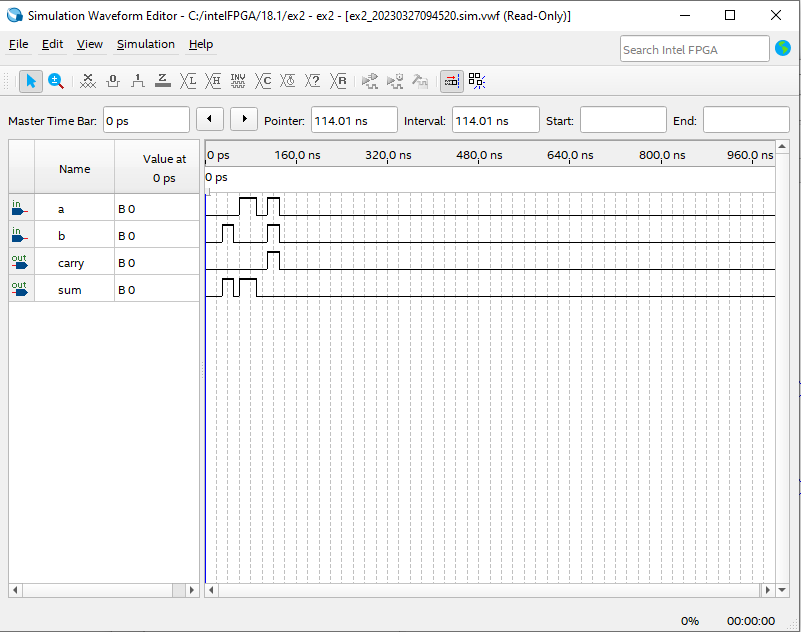 Simulation Waveform Editor - C:/intelFPGA/18.1/ex2 - ex2 - [ex2_20230327094520.sim.vwf (Read-Only)]
File Edit View Simulation Help
Search Intel FPGA
Master Time Bar: 0 ps Pointer: 114.01 ns Interval: 114.01 ns Start: End:
Name Value at 0 ps
0 ps 160.0 ns 320.0 ns 480.0 ns 640.0 ns 800.0 ns 960.0 ns
0 ps
in a B 0
in b B 0
out carry B 0
out sum B 0
0% 00:00:00